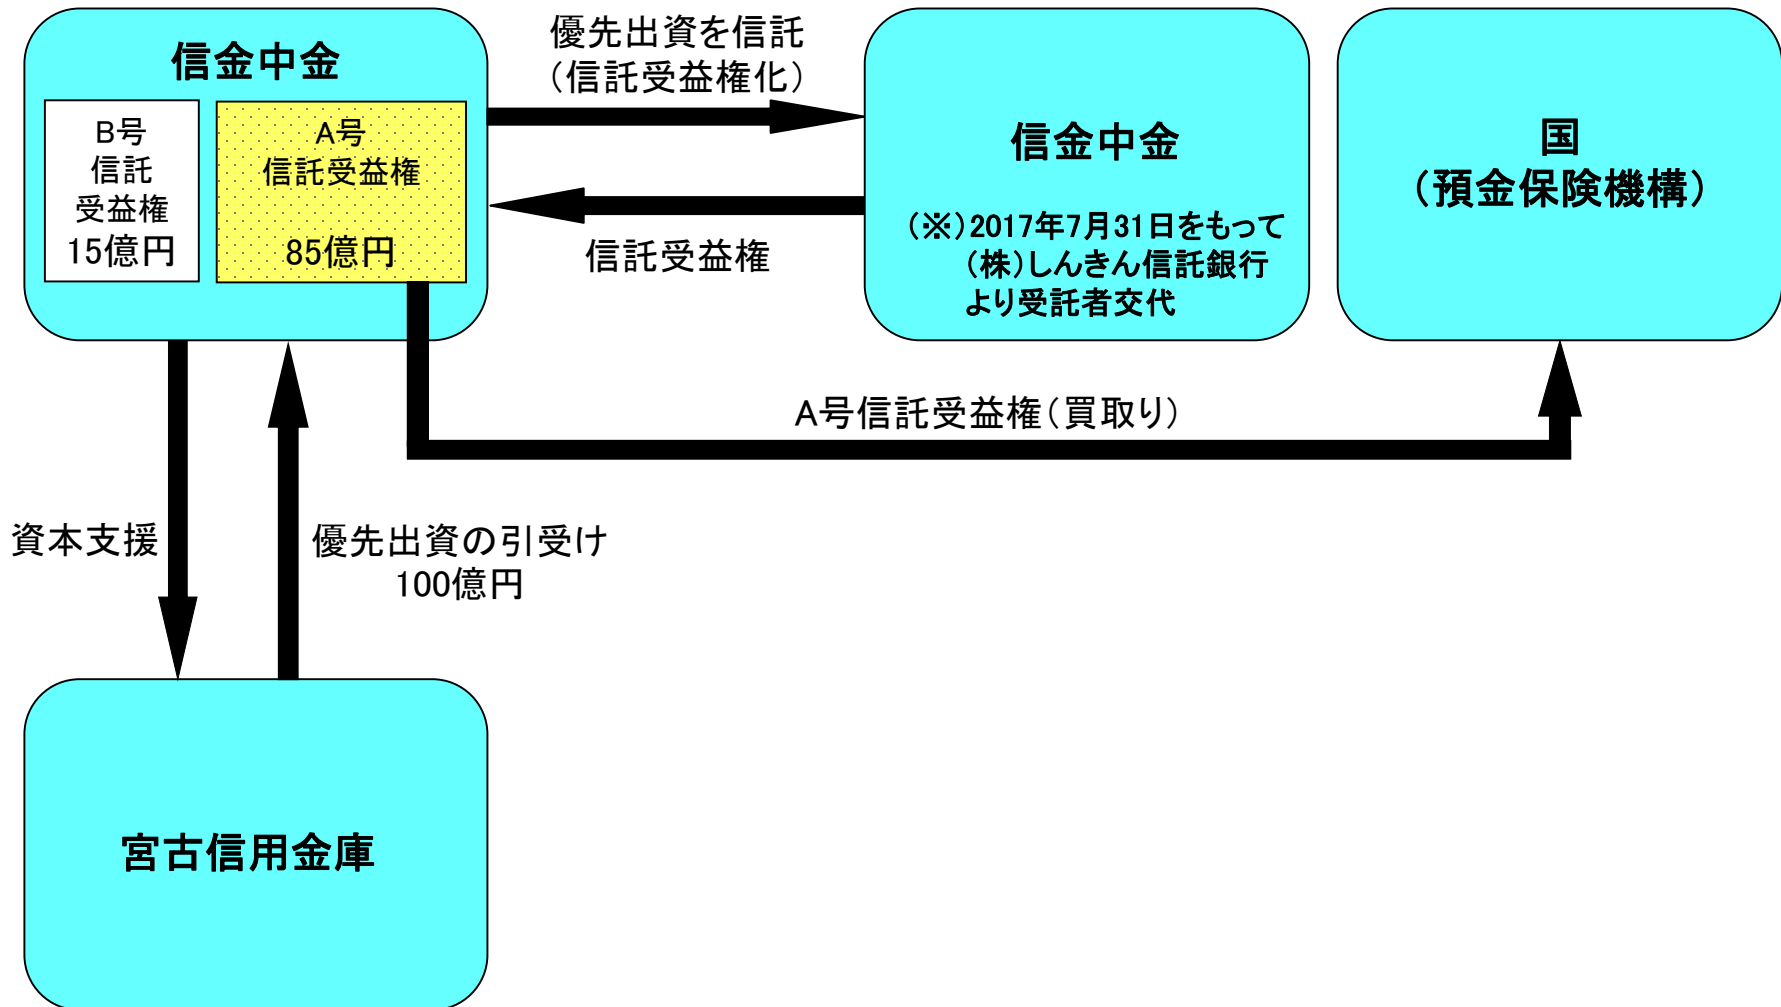 信金中金
B号
信託
受益権
15億円
A号
信託受益権
85億円
優先出資を信託
（信託受益権化）
信託受益権
信金中金
（※）2017年7月31日をもって
（株）しんきん信託銀行
より受託者交代
国
（預金保険機構）
A号信託受益権（買取り）
資本支援
優先出資の引受け
100億円
宮古信用金庫